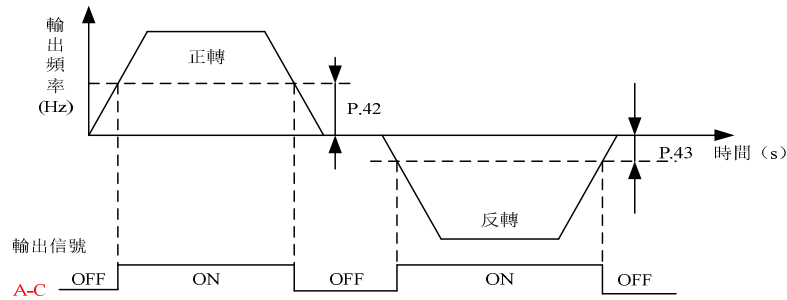 輸出頻率(Hz)
正轉
P.42
P.43
時間（s）
反轉
輸出信號
A-C
OFF
ON
OFF
ON
OFF